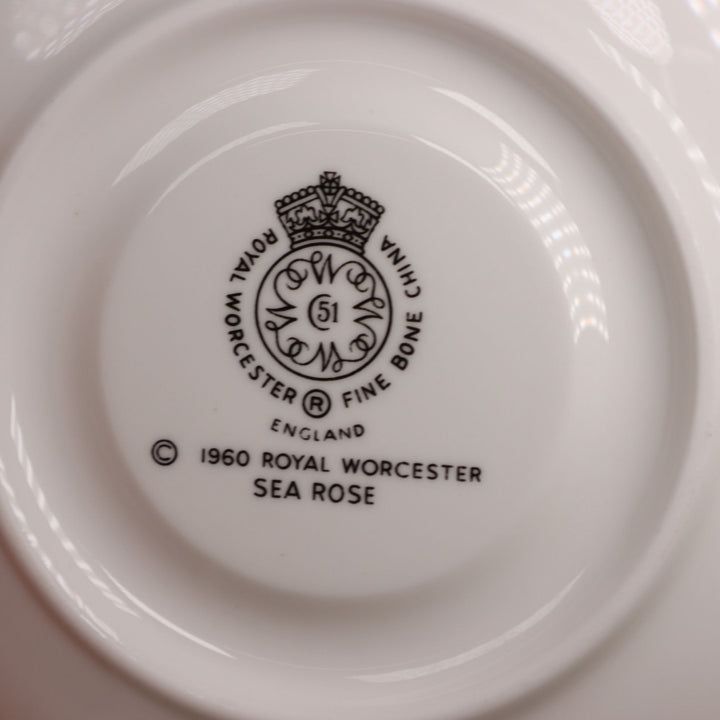 ROYAL WORCESTER ® FINE BONE CHINA
51
ENGLAND
© 1960 ROYAL WORCESTER
SEA ROSE